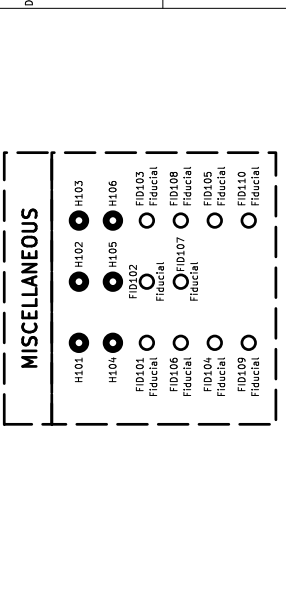 D
MISCELLANEOUS
H101
H102
H103
H104
H105
H106
FID101
Fiducial
FID102
Fiducial
FID103
Fiducial
FID106
Fiducial
FID107
Fiducial
FID108
Fiducial
FID104
Fiducial
FID105
Fiducial
FID109
Fiducial
FID110
Fiducial